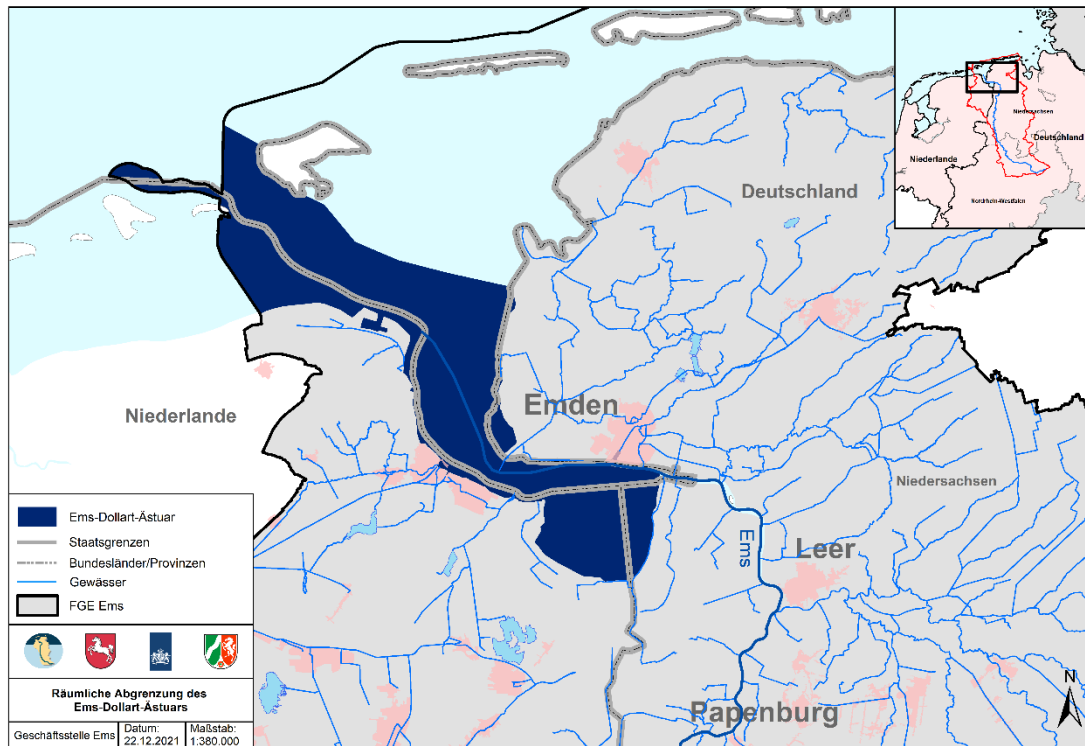 Niedersachsen
Deutschland
Niederlande
Nordrhein-Westfalen
Deutschland
Niederlande
Emden
Niedersachsen
Ems
Leer
Papenburg
N
Ems-Dollart-Ästuar
Staatsgrenzen
Bundesländer/Provinzen
Gewässer
FGE Ems
Räumliche Abgrenzung des
Ems-Dollart-Ästuars
Geschäftsstelle Ems
Datum:
22.12.2021
Maßstab:
1:380.000